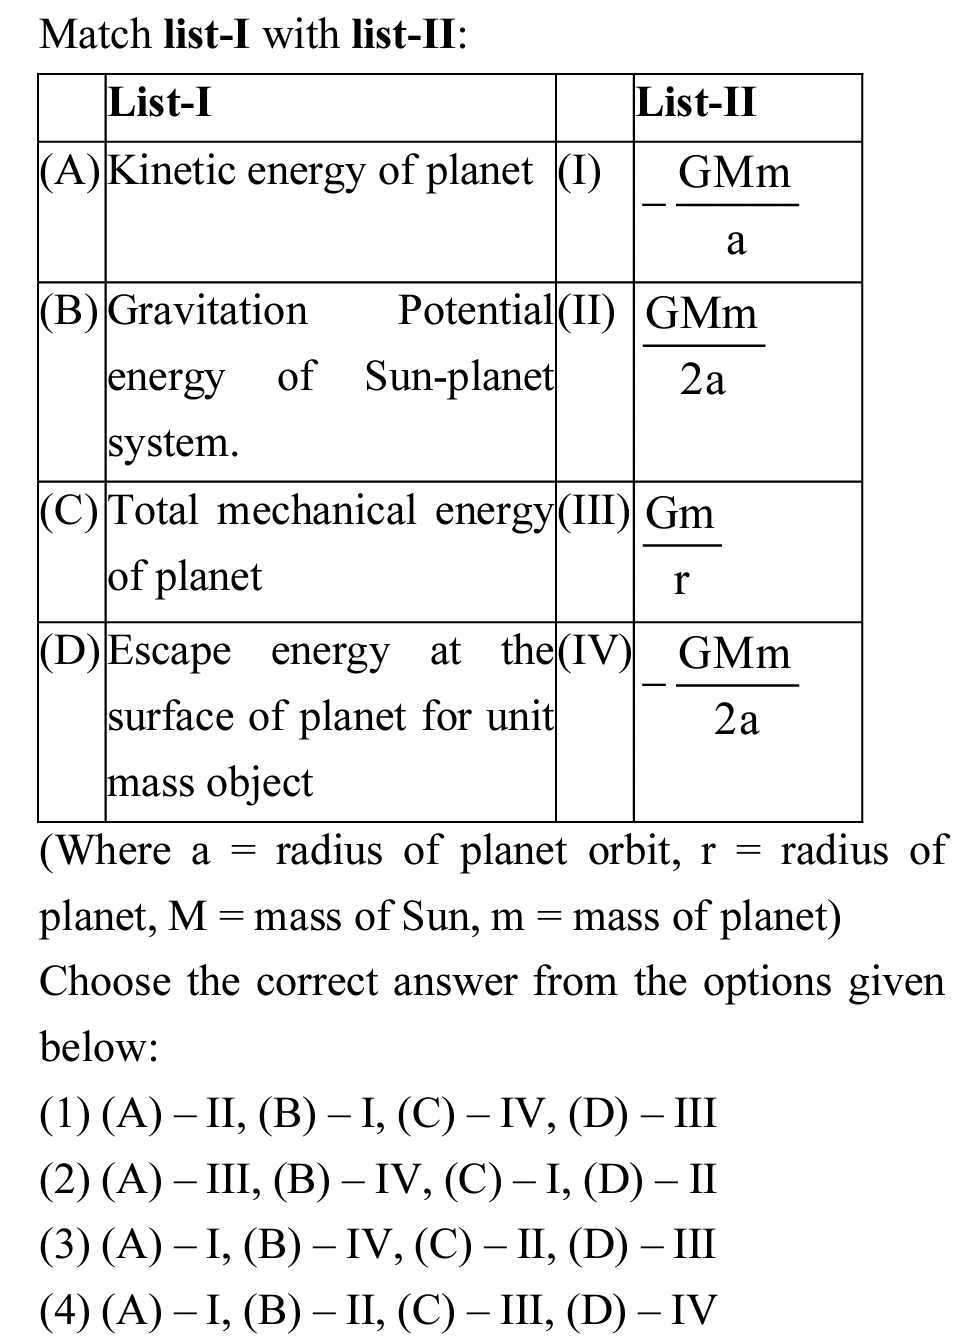 Match list-I with list-II:
List-I List-II
(A) Kinetic energy of planet (I) – GMm
a
(B) Gravitation Potential (II) GMm
energy of Sun-planet 2a
system.
(C) Total mechanical energy (III) Gm
of planet r
(D) Escape energy at the (IV) – GMm
surface of planet for unit 2a
mass object
(Where a = radius of planet orbit, r = radius of
planet, M = mass of Sun, m = mass of planet)
Choose the correct answer from the options given
below:
(1) (A) – II, (B) – I, (C) – IV, (D) – III
(2) (A) – III, (B) – IV, (C) – I, (D) – II
(3) (A) – I, (B) – IV, (C) – II, (D) – III
(4) (A) – I, (B) – II, (C) – III, (D) – IV